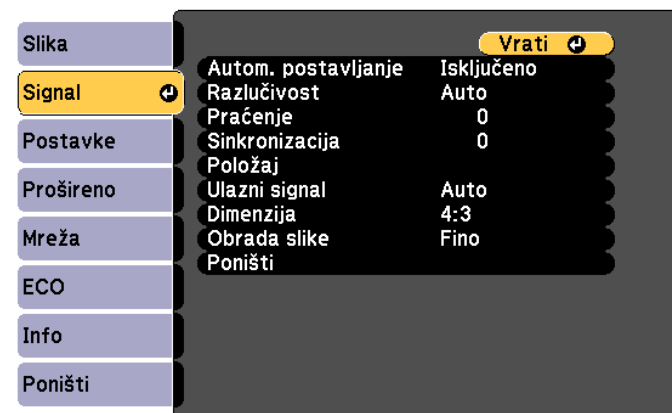 Slika
Signal
Postavke
Prošireno
Mreža
ECO
Info
Poništi
Vrati
Autom. postavljanje Isključeno
Razlučivost Auto
Praćenje 0
Sinkronizacija 0
Položaj
Ulazni signal Auto
Dimenzija 4:3
Obrada slike Fino
Poništi